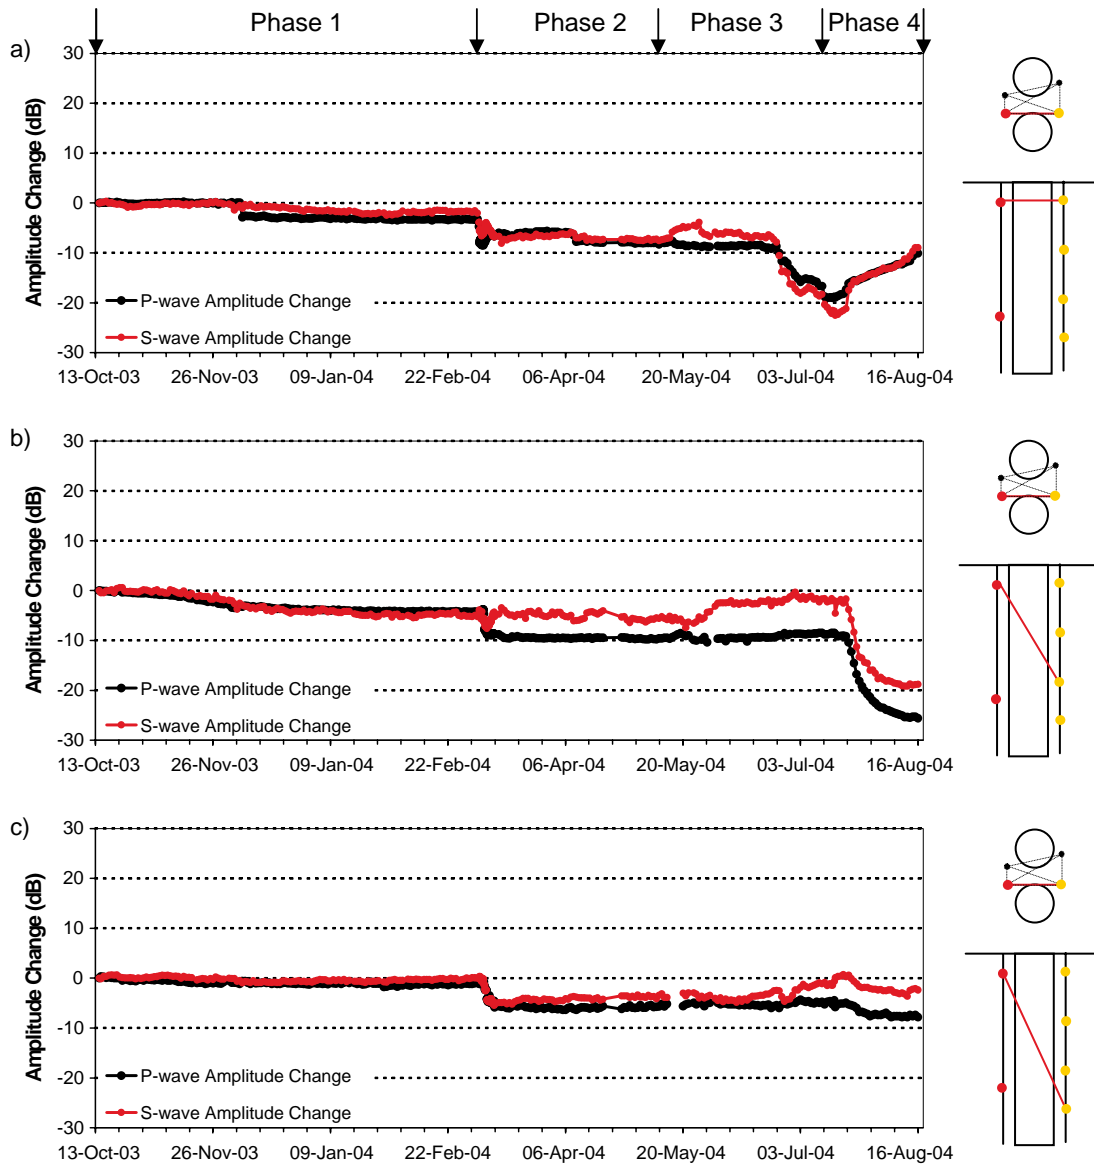 Phase 1 Phase 2 Phase 3 Phase 4
a)
Amplitude Change (dB)
30
20
10
0
-10
-20
-30
P-wave Amplitude Change
S-wave Amplitude Change
13-Oct-03 26-Nov-03 09-Jan-04 22-Feb-04 06-Apr-04 20-May-04 03-Jul-04 16-Aug-04
b)
Amplitude Change (dB)
30
20
10
0
-10
-20
-30
P-wave Amplitude Change
S-wave Amplitude Change
13-Oct-03 26-Nov-03 09-Jan-04 22-Feb-04 06-Apr-04 20-May-04 03-Jul-04 16-Aug-04
c)
Amplitude Change (dB)
30
20
10
0
-10
-20
-30
P-wave Amplitude Change
S-wave Amplitude Change
13-Oct-03 26-Nov-03 09-Jan-04 22-Feb-04 06-Apr-04 20-May-04 03-Jul-04 16-Aug-04